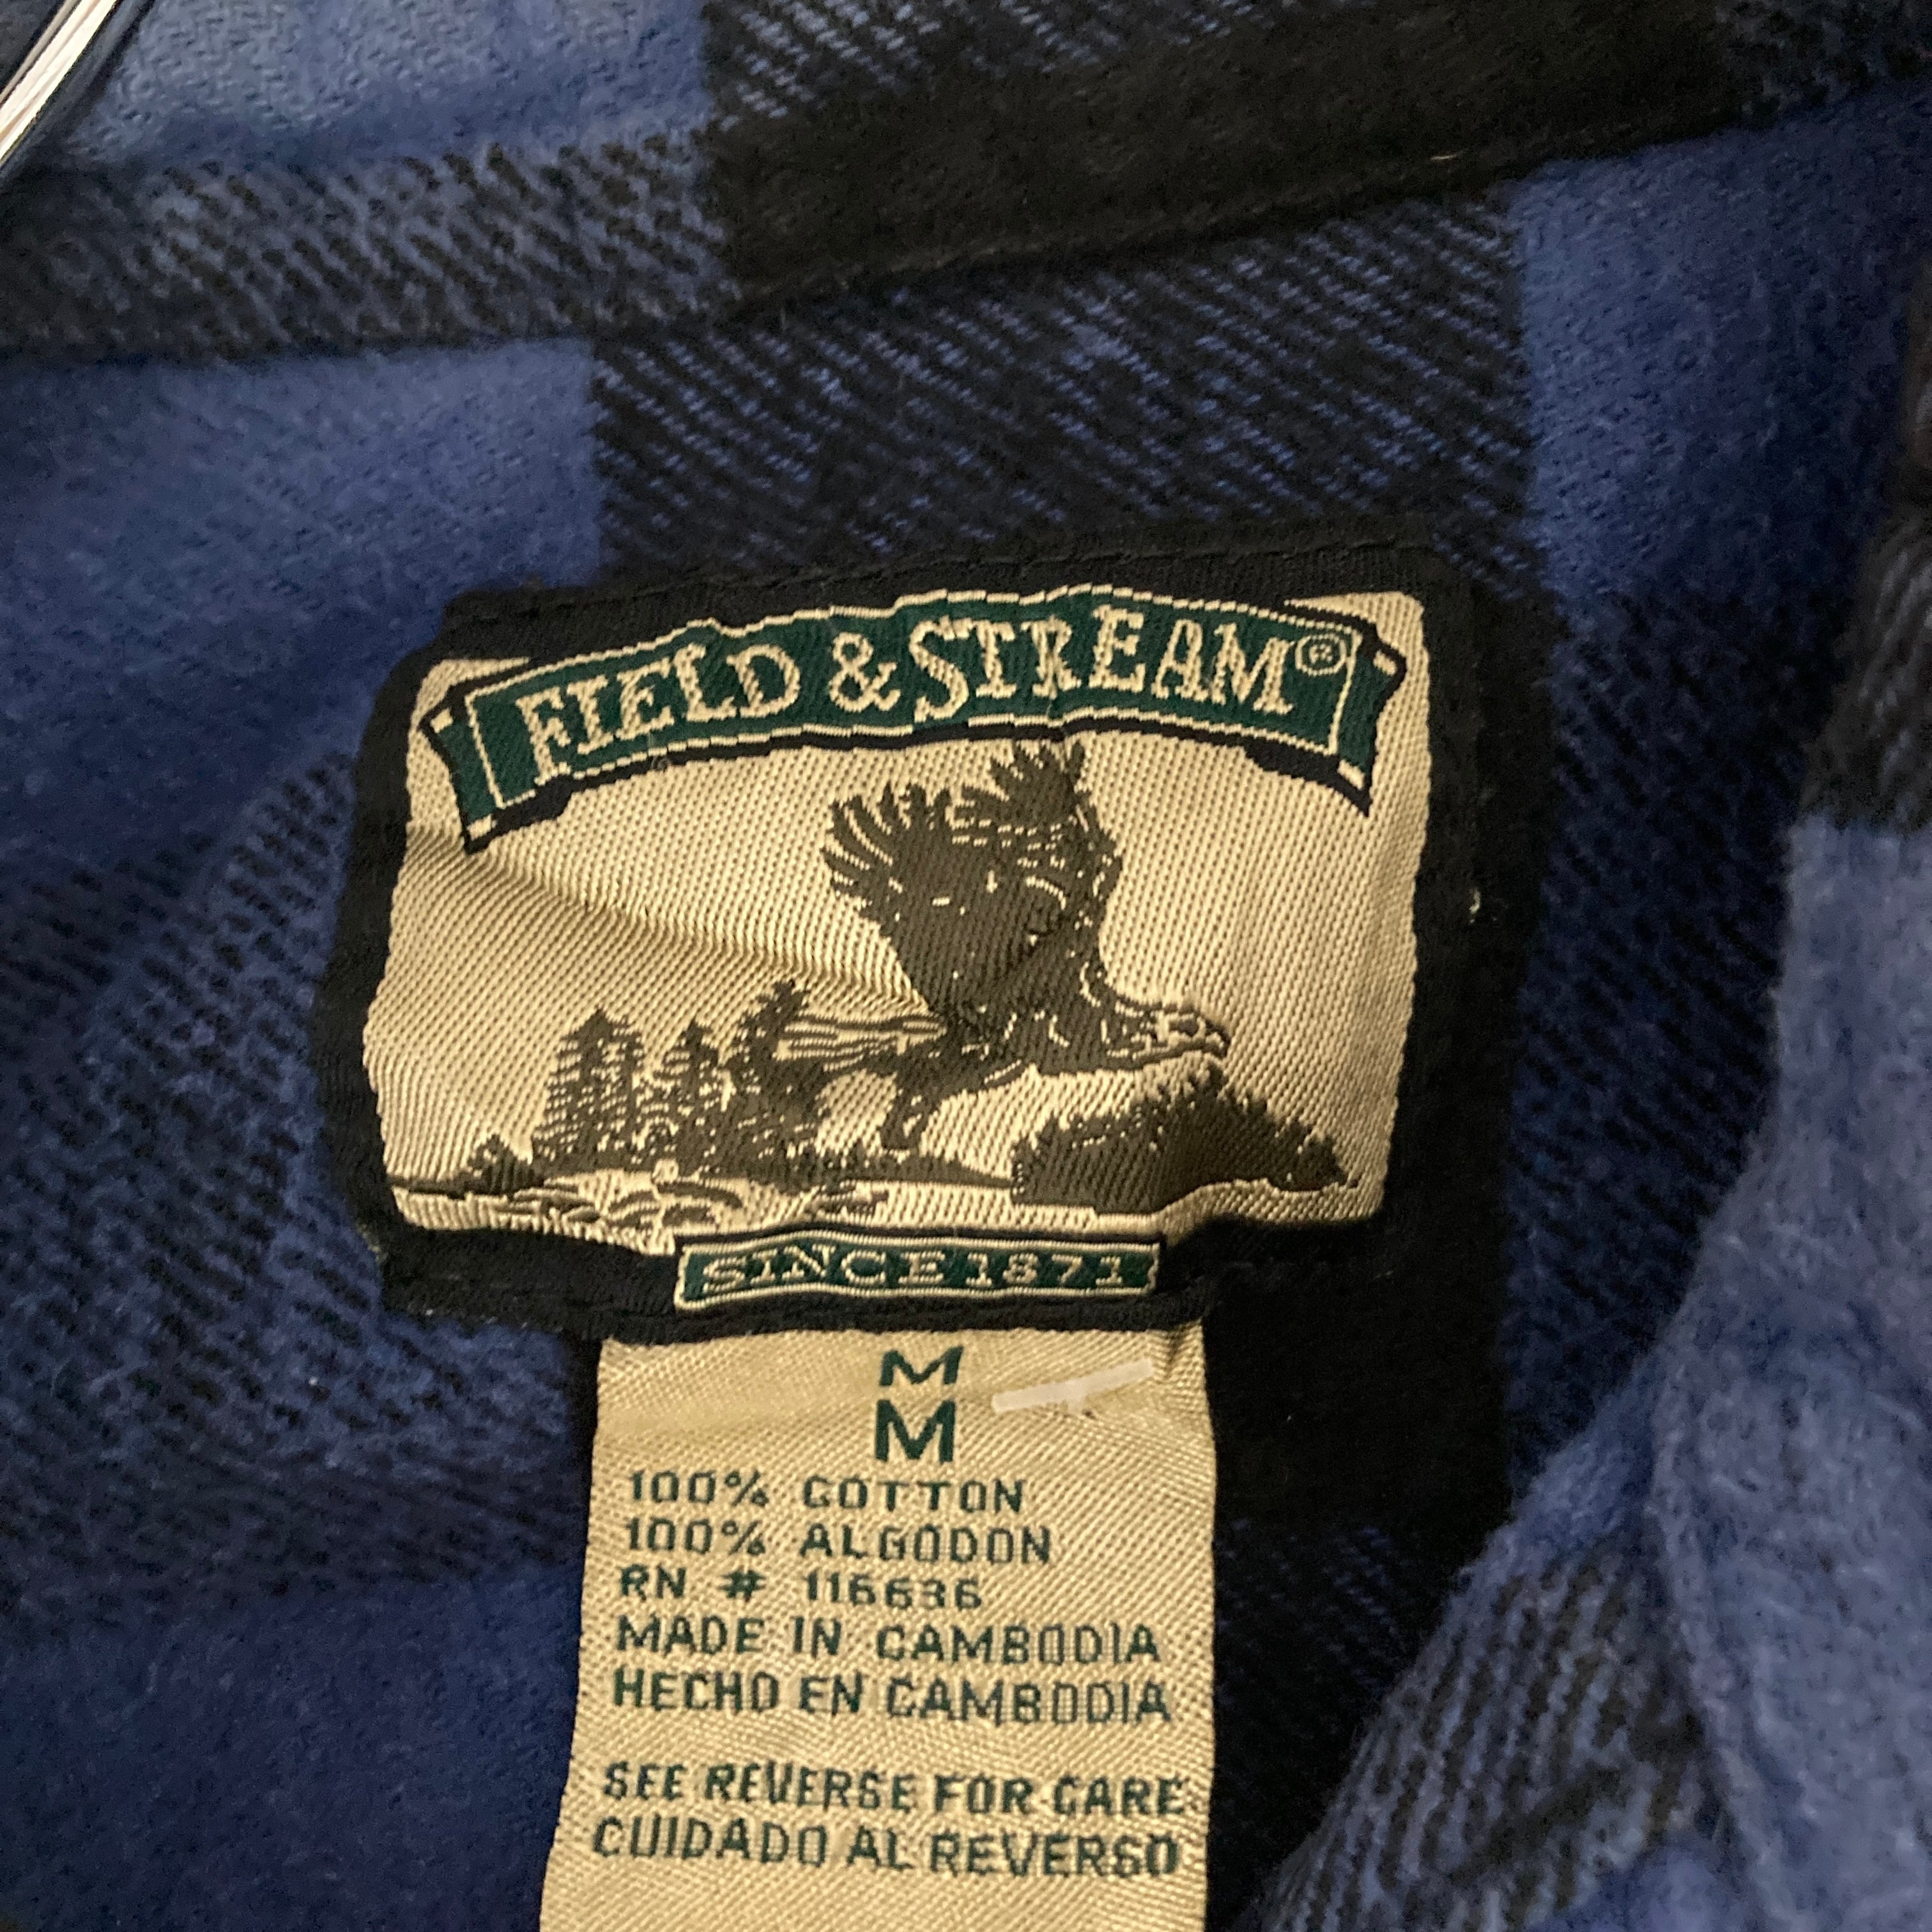 FIELD & STREAM®
SINCE 1871
M
M
100% COTTON
100% ALGODON
RN # 116636
MADE IN CAMBODIA
HECHO EN CAMBODIA
SEE REVERSE FOR CARE
CUIDADO AL REVERSO